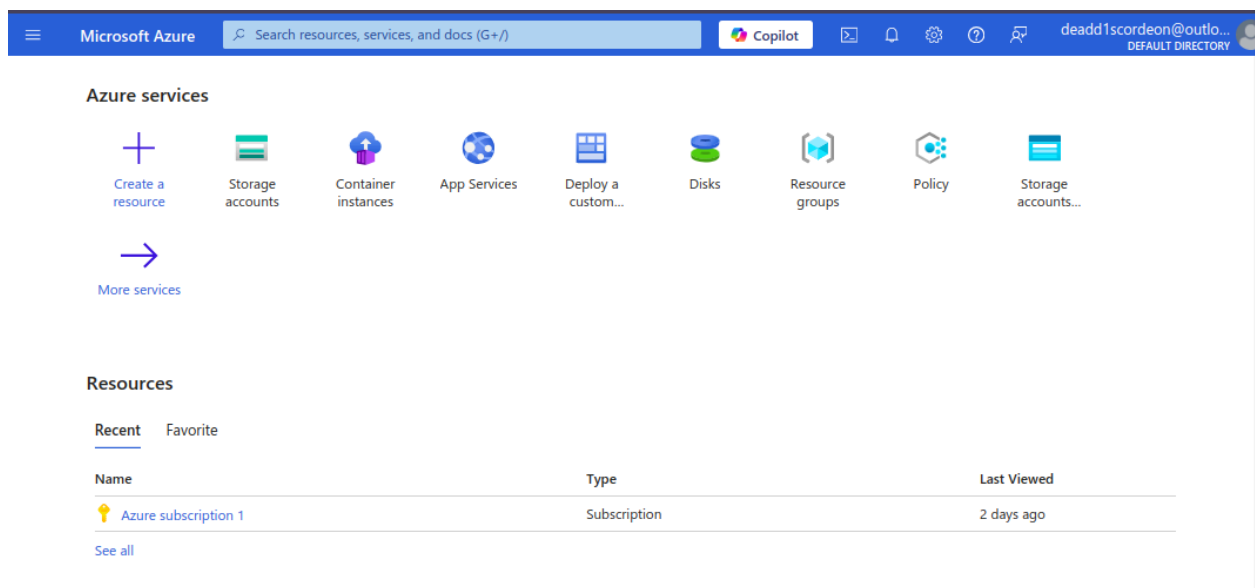 Microsoft Azure
Search resources, services, and docs (G+/)
Copilot
deadd1scordeon@outlo...
DEFAULT DIRECTORY
Azure services
Create a
resource
Storage
accounts
Container
instances
App Services
Deploy a
custom...
Disks
Resource
groups
Policy
Storage
accounts...
More services
Resources
Recent
Favorite
Name
Type
Last Viewed
Azure subscription 1
Subscription
2 days ago
See all